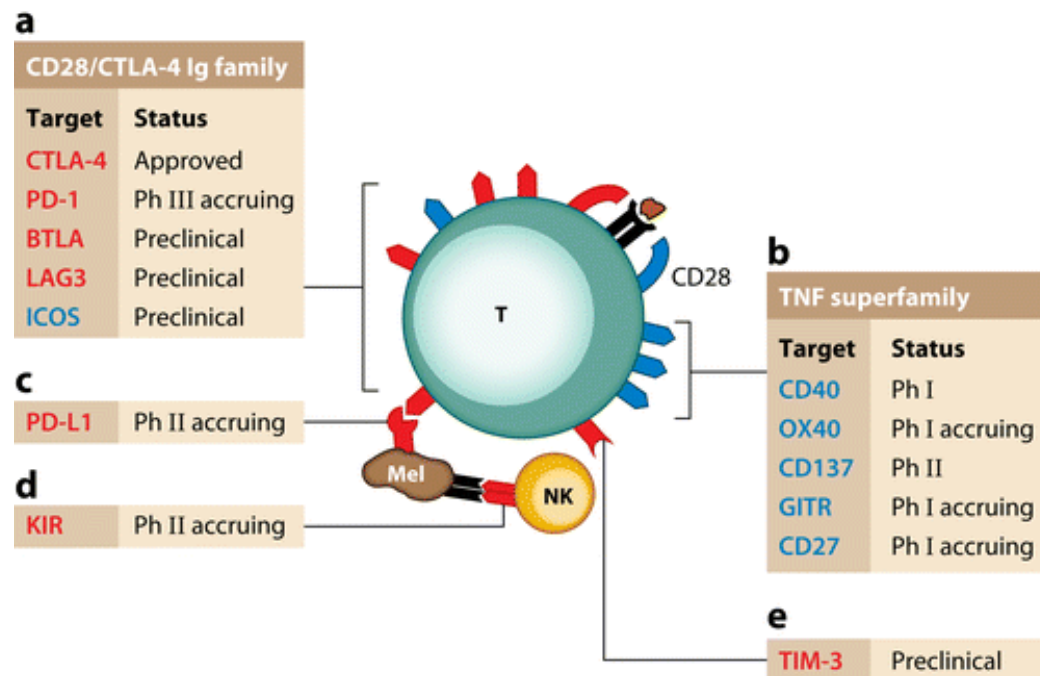 a
CD28/CTLA-4 Ig family
Target Status
CTLA-4 Approved
PD-1 Ph III accruing
BTLA Preclinical
LAG3 Preclinical
ICOS Preclinical
c
PD-L1 Ph II accruing
d
KIR Ph II accruing
T
CD28
Mel
NK
b
TNF superfamily
Target Status
CD40 Ph I
OX40 Ph I accruing
CD137 Ph II
GITR Ph I accruing
CD27 Ph I accruing
e
TIM-3 Preclinical